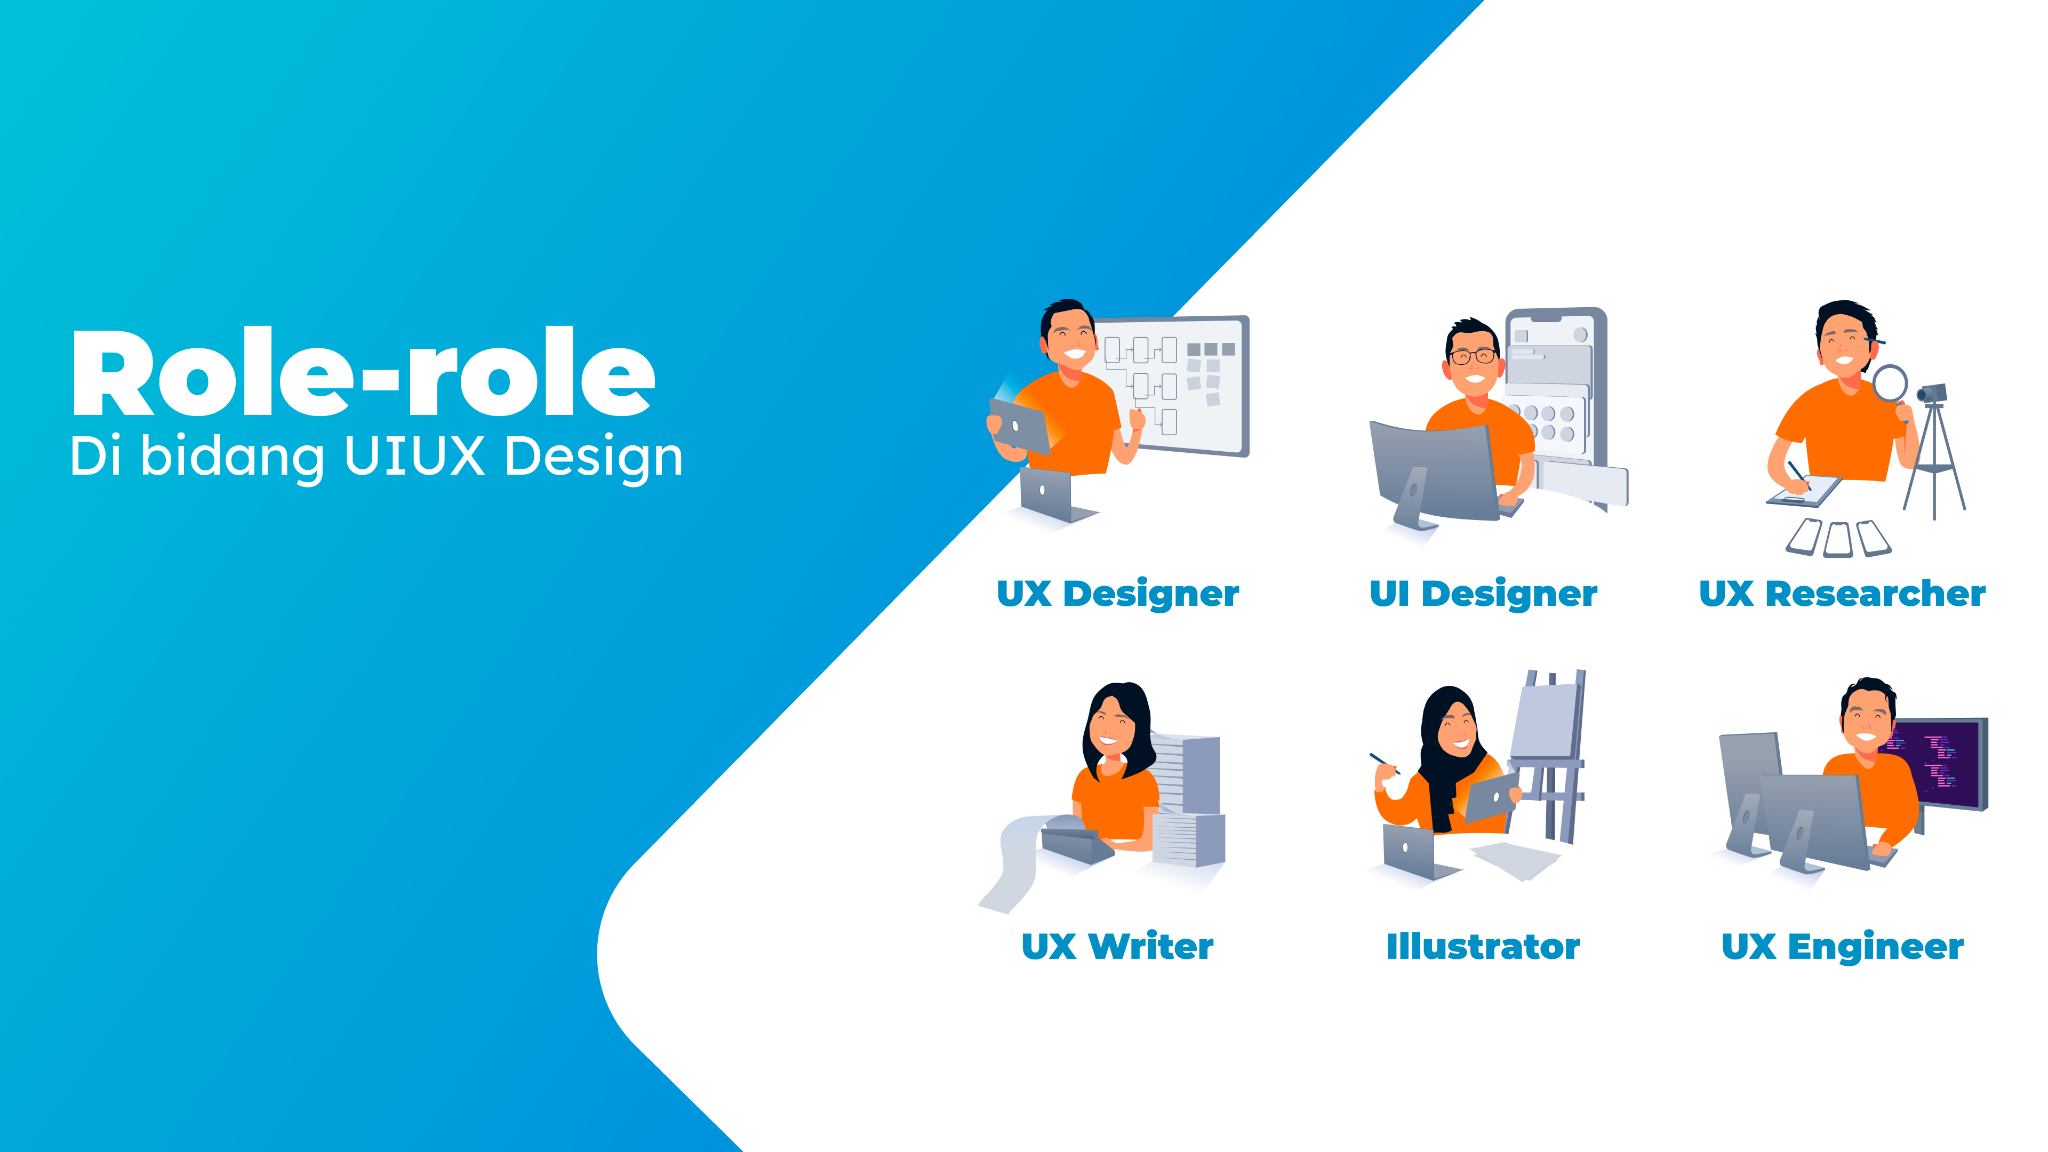 Role-role
Di bidang UIUX Design
UX Designer
UI Designer
UX Researcher
UX Writer
Illustrator
UX Engineer